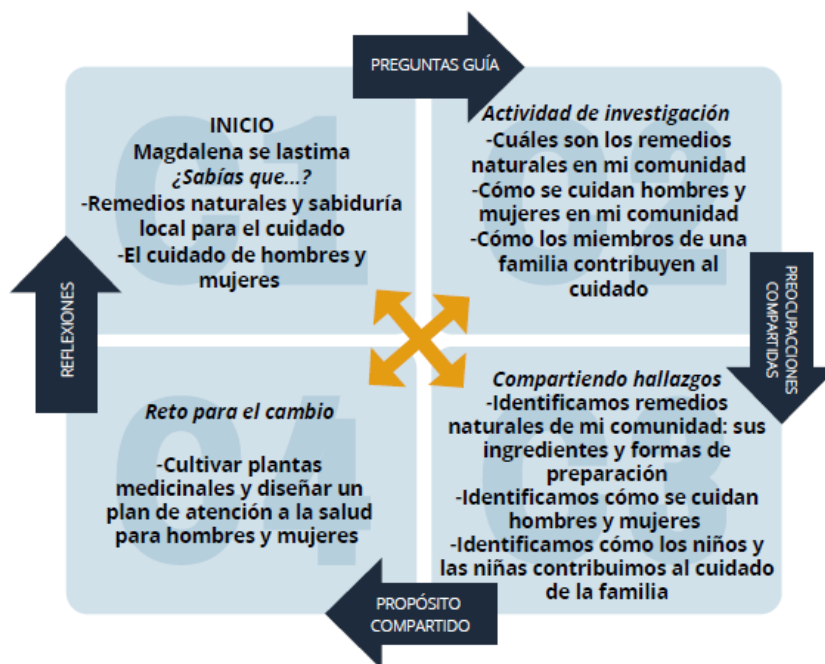 PREGUNTAS GUÍA
C1
INICIO
Magdalena se lastima
¿Sabías que...?
-Remedios naturales y sabiduría
local para el cuidado
-El cuidado de hombres y
mujeres
C2
Actividad de investigación
-Cuáles son los remedios
naturales en mi comunidad
-Cómo se cuidan hombres y
mujeres en mi comunidad
-Cómo los miembros de una
familia contribuyen al
cuidado
PREOCUPACCIONES
COMPARTIDAS
C3
Compartiendo hallazgos
-Identificamos remedios
naturales de mi comunidad: sus
ingredientes y formas de
preparación
-Identificamos cómo se cuidan
hombres y mujeres
-Identificamos cómo los niños y
las niñas contribuimos al cuidado
de la familia
PROPÓSITO
COMPARTIDO
C4
Reto para el cambio
-Cultivar plantas
medicinales y diseñar un
plan de atención a la salud
para hombres y mujeres
REFLEXIONES